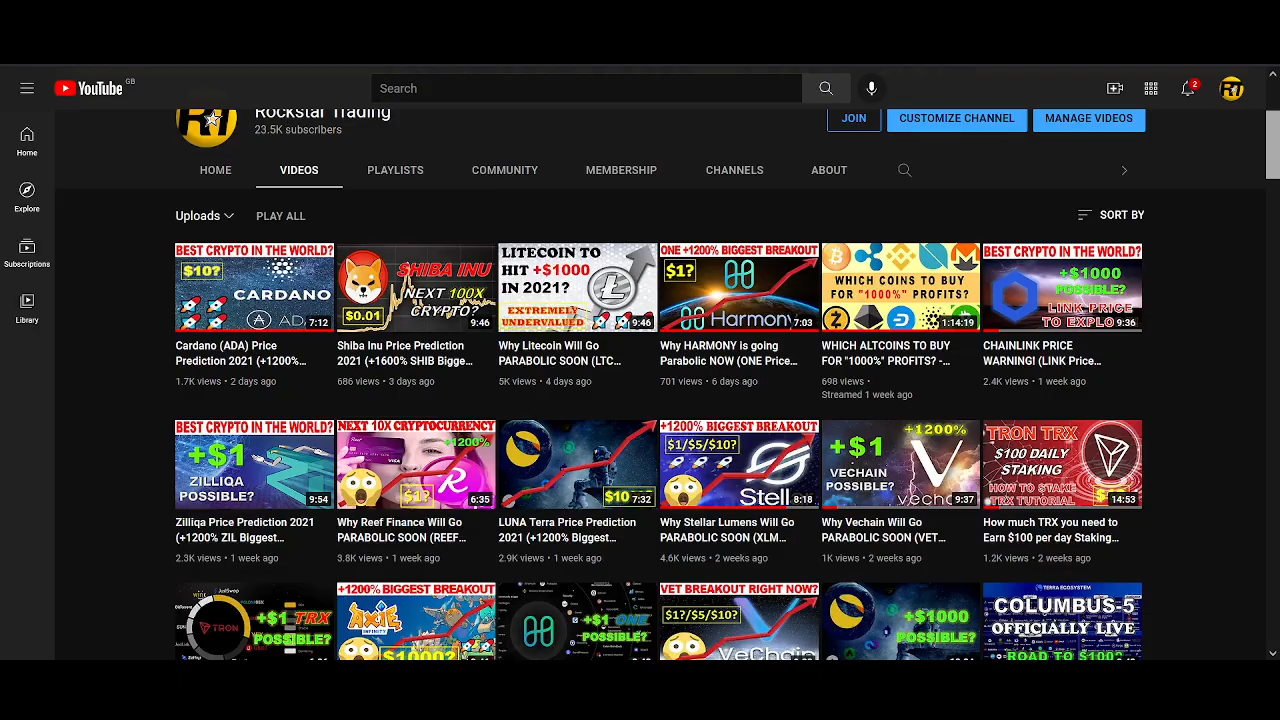 YouTube GB
Search
2
Home
Explore
Subscriptions
Library
Rockstar Trading
23.5K subscribers
JOIN
CUSTOMIZE CHANNEL
MANAGE VIDEOS
HOME
VIDEOS
PLAYLISTS
COMMUNITY
MEMBERSHIP
CHANNELS
ABOUT
Uploads
PLAY ALL
SORT BY
BEST CRYPTO IN THE WORLD?
$10?
CARDANO
7:12
Cardano (ADA) Price
Prediction 2021 (+1200%...
1.7K views • 2 days ago
SHIBA INU
NEXT 100X
CRYPTO?
$0.01
9:46
Shiba Inu Price Prediction
2021 (+1600% SHIB Bigge...
686 views • 3 days ago
LITECOIN TO
HIT +$1000
IN 2021?
EXTREMELY
UNDERVALUED
9:46
Why Litecoin Will Go
PARABOLIC SOON (LTC...
5K views • 4 days ago
ONE +1200% BIGGEST BREAKOUT
$1?
Harmony
7:03
Why HARMONY is going
Parabolic NOW (ONE Price...
701 views • 6 days ago
WHICH COINS TO BUY
FOR "1000%" PROFITS?
1:14:19
WHICH ALTCOINS TO BUY
FOR "1000%" PROFITS? -...
698 views •
Streamed 1 week ago
BEST CRYPTO IN THE WORLD?
+$1000
POSSIBLE?
LINK PRICE
TO EXPLO
9:36
CHAINLINK PRICE
WARNING! (LINK Price...
2.4K views • 1 week ago
BEST CRYPTO IN THE WORLD?
+$1
ZILLIQA
POSSIBLE?
9:54
Zilliqa Price Prediction 2021
(+1200% ZIL Biggest...
2.3K views • 1 week ago
NEXT 10X CRYPTOCURRENCY
+1200%
$1?
6:35
Why Reef Finance Will Go
PARABOLIC SOON (REEF...
3.8K views • 1 week ago
$10
7:32
LUNA Terra Price Prediction
2021 (+1200% Biggest...
2.9K views • 1 week ago
+1200% BIGGEST BREAKOUT
$1/$5/$10?
Stell
8:18
Why Stellar Lumens Will Go
PARABOLIC SOON (XLM...
4.6K views • 2 weeks ago
+1200%
+$1
VECHAIN
POSSIBLE?
vecha
9:37
Why Vechain Will Go
PARABOLIC SOON (VET...
1K views • 2 weeks ago
TRON TRX
$100 DAILY
STAKING
HOW TO STAKE
TRX TUTORIAL
14:53
How much TRX you need to
Earn $100 per day Staking...
1.2K views • 2 weeks ago
TRON
+$1 TRX
POSSIBLE?
+1200% BIGGEST BREAKOUT
AXIE
INFINITY
$1000?
+$1 ONE
POSSIBLE?
VET BREAKOUT RIGHT NOW?
$1?/$5/$10?
VeChain
+$1000
POSSIBLE?
TERRA ECOSYSTEM
COLUMBUS-5
OFFICIALLY LIVE
ROAD TO $100?